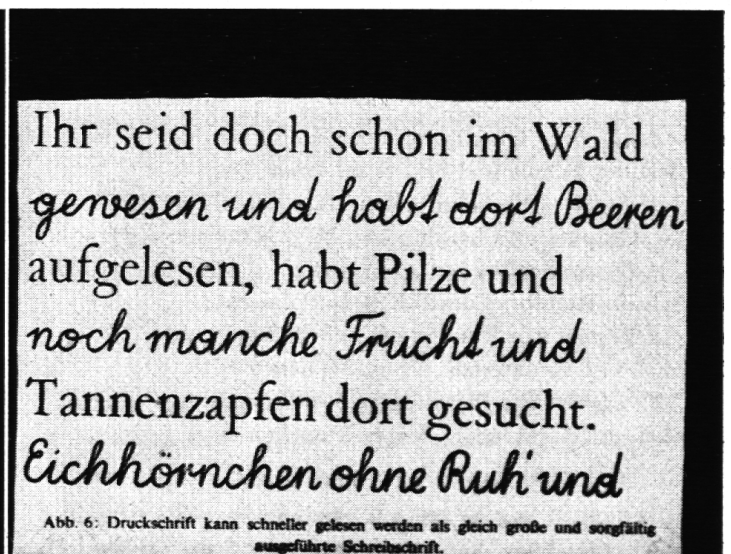 Ihr seid doch schon im Wald
gewesen und habt dort Beeren
aufgelesen, habt Pilze und
noch manche Frucht und
Tannenzapfen dort gesucht.
Eichhörnchen ohne Ruh' und
Abb. 6: Druckschrift kann schneller gelesen werden als gleich große und sorgfältig
ausgeführte Schreibschrift.